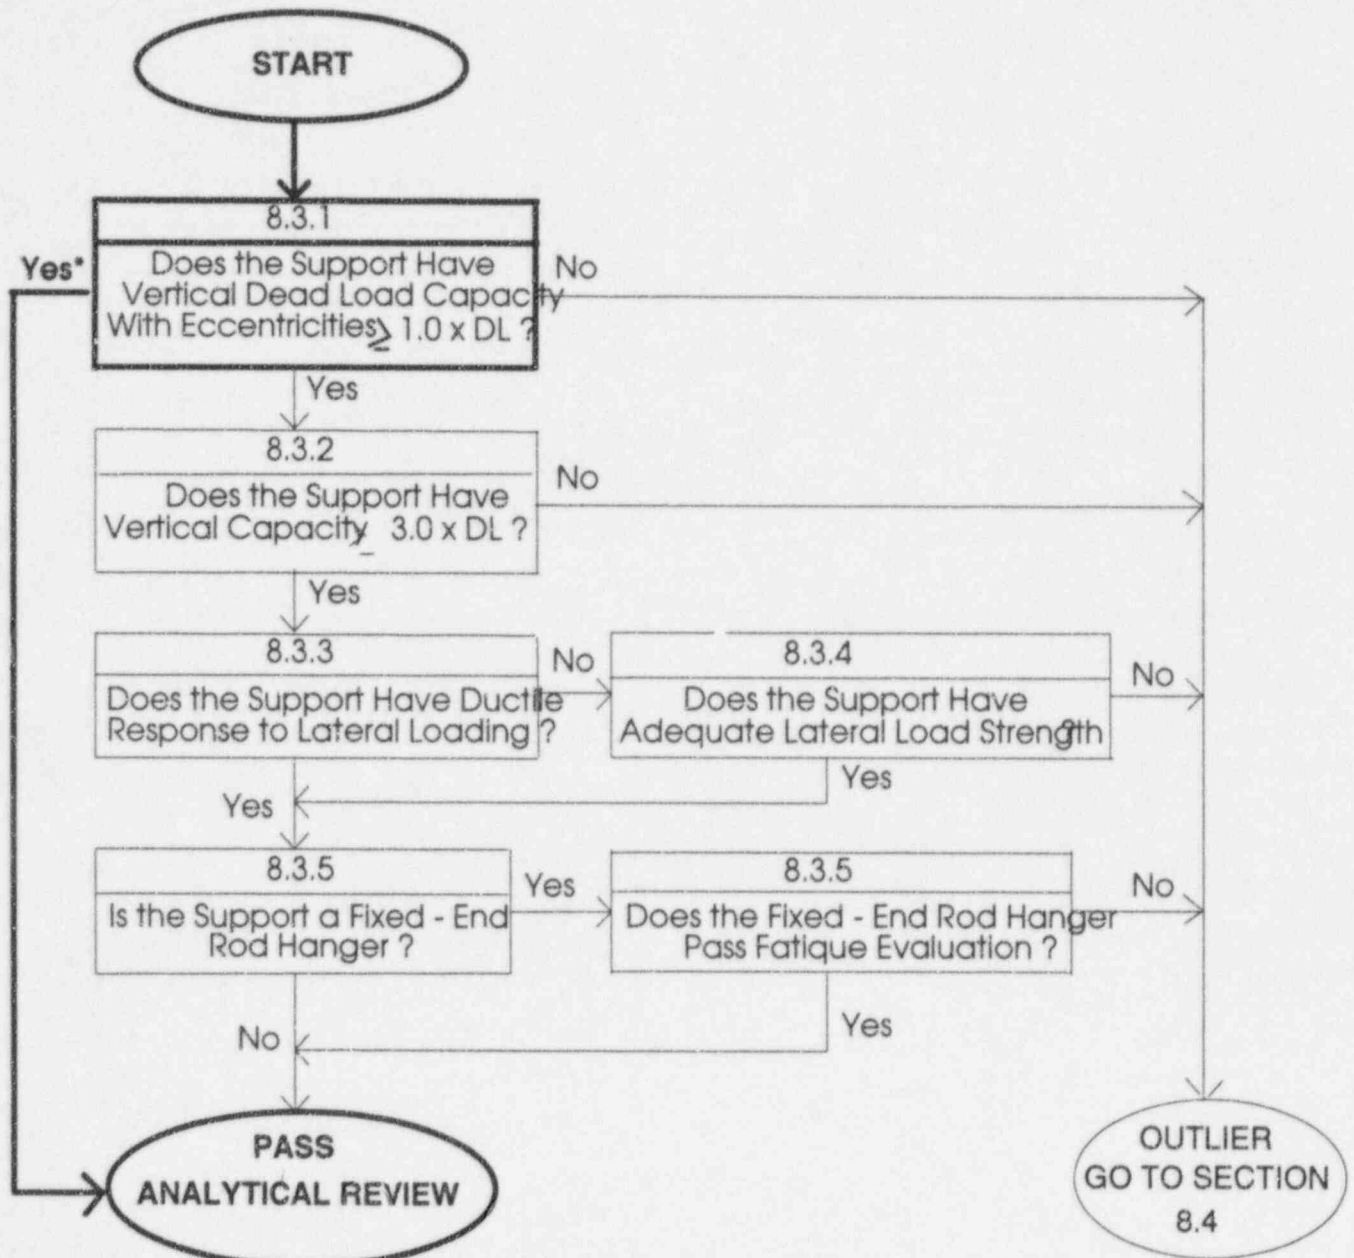 START
8.3.1
Yes*
Does the Support Have
Vertical Dead Load Capacity
With Eccentricities ≥ 1.0 x DL ?
No
Yes
8.3.2
Does the Support Have
Vertical Capacity ≥ 3.0 x DL ?
No
Yes
8.3.3
Does the Support Have Ductile
Response to Lateral Loading ?
No
8.3.4
Does the Support Have
Adequate Lateral Load Strength?
No
Yes
Yes
8.3.5
Is the Support a Fixed - End
Rod Hanger ?
Yes
8.3.5
Does the Fixed - End Rod Hanger
Pass Fatique Evaluation ?
No
No
Yes
PASS
ANALYTICAL REVIEW
OUTLIER
GO TO SECTION
8.4